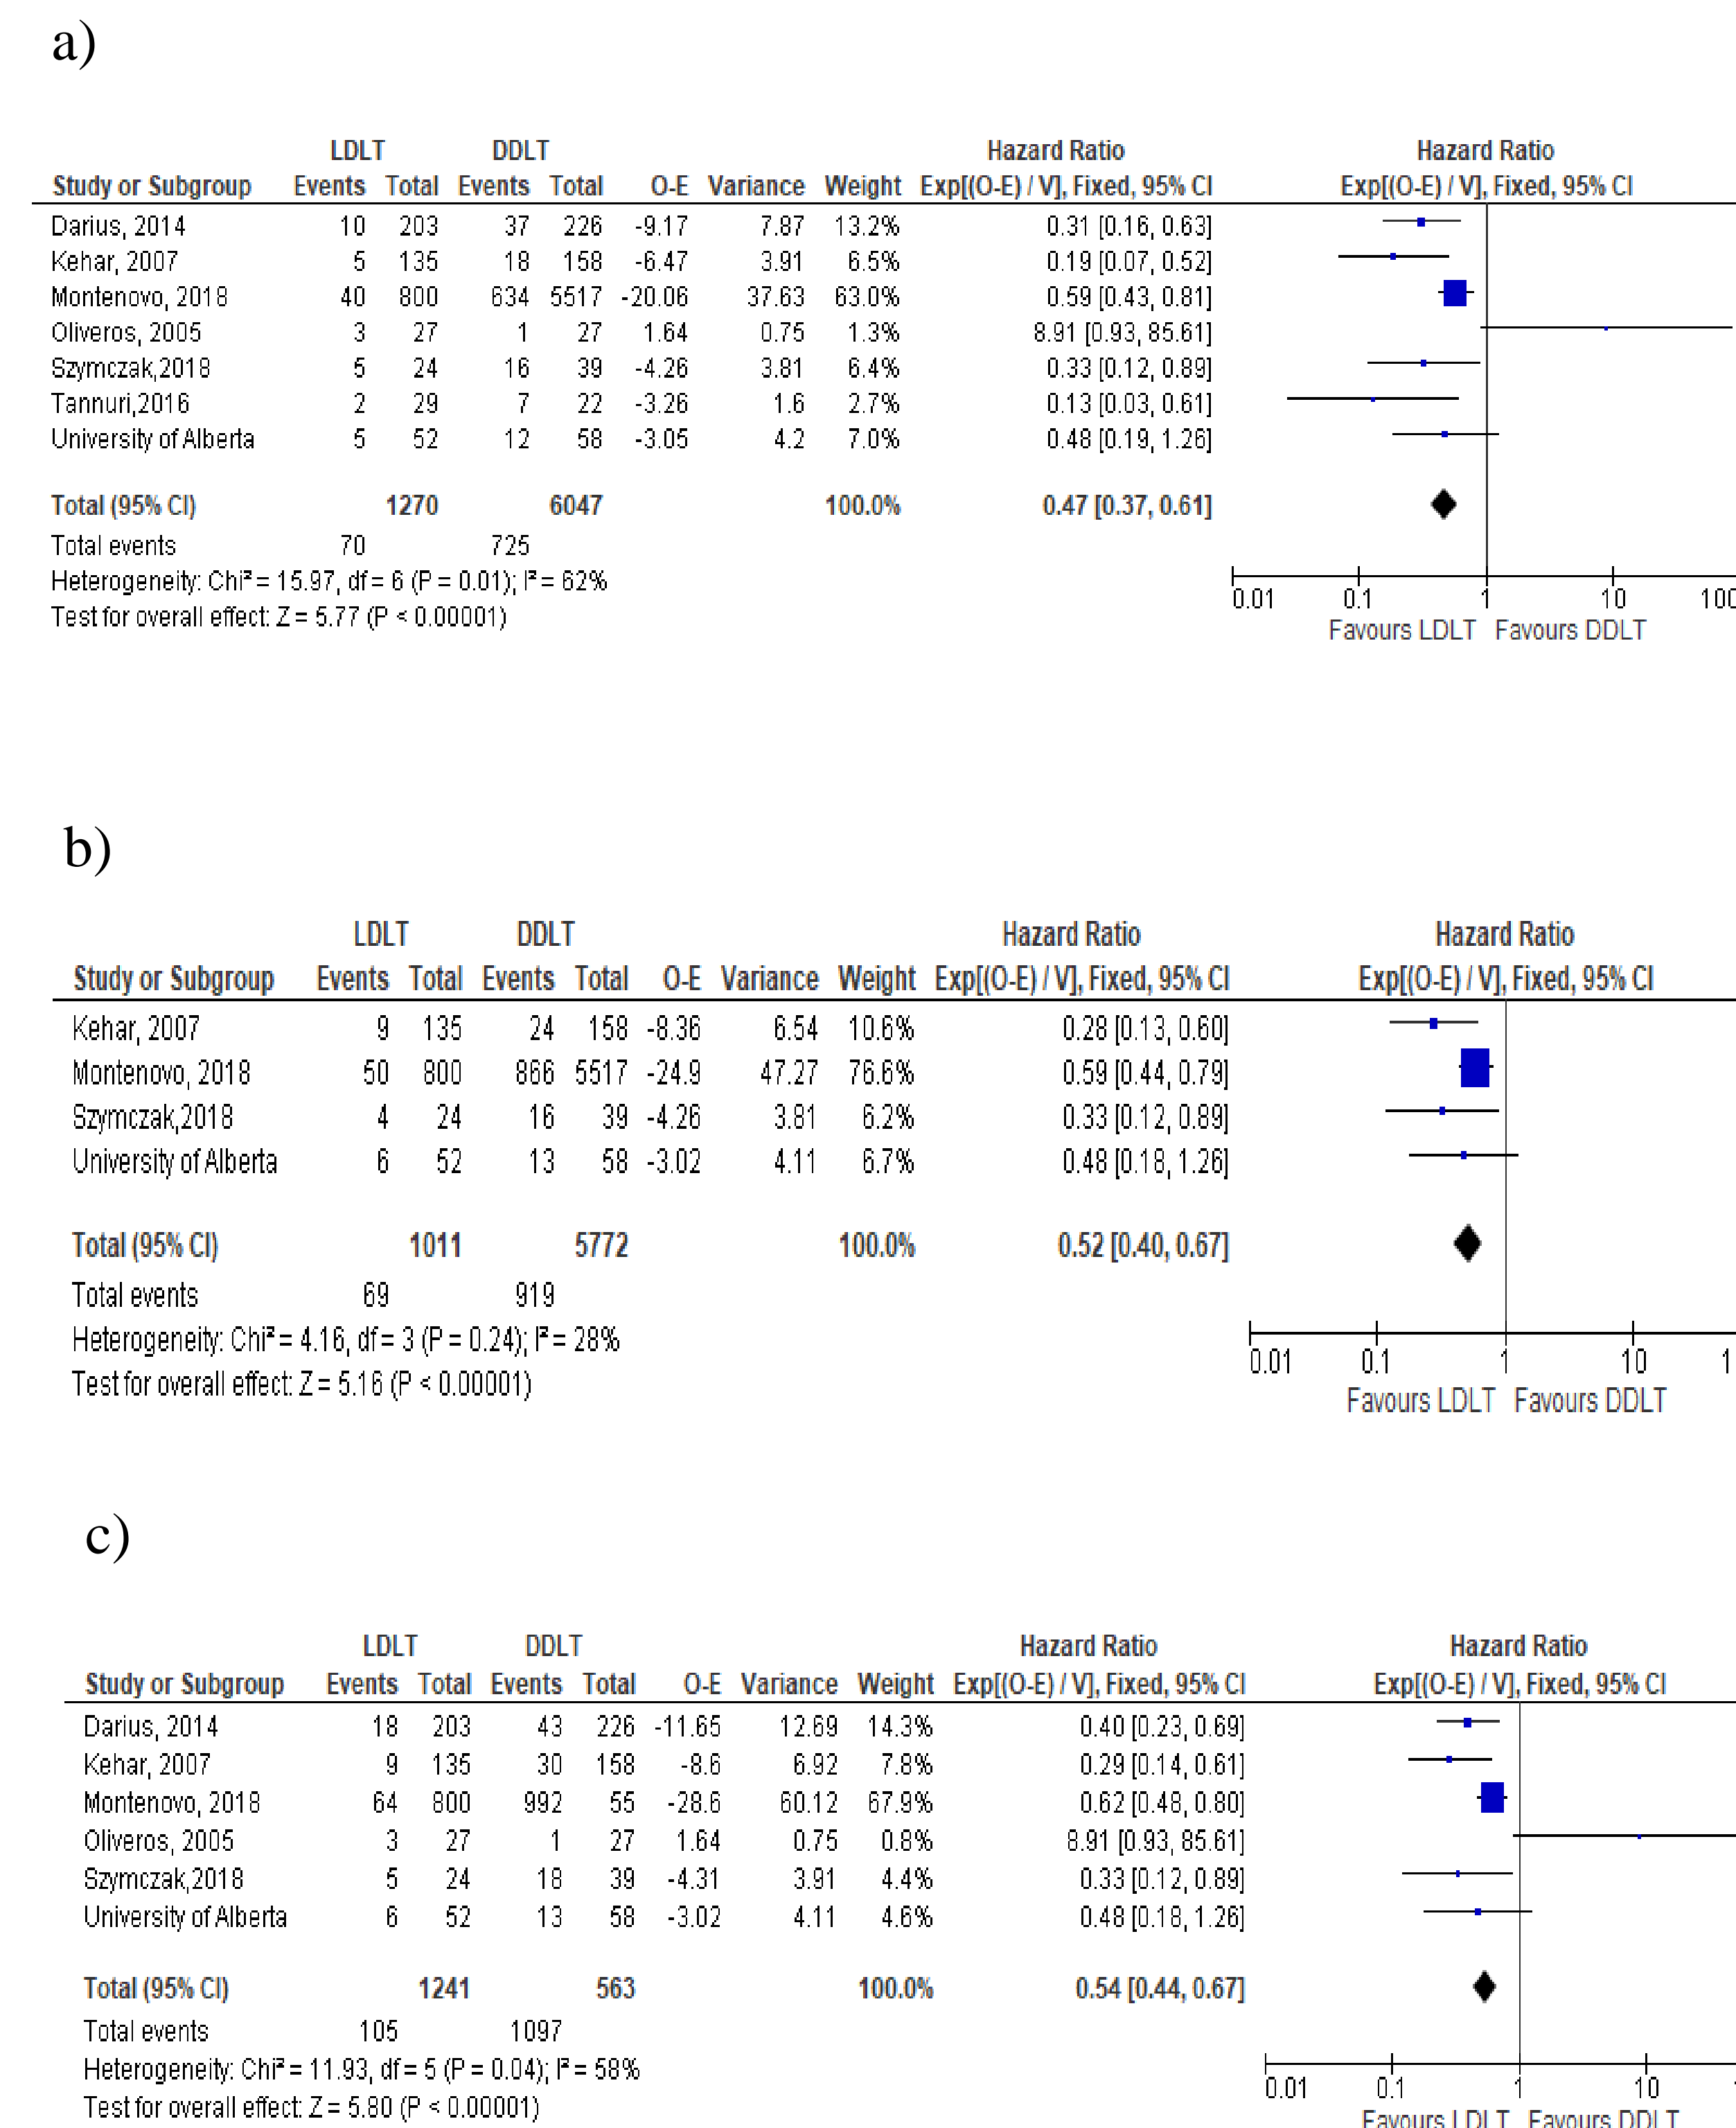 a)
LDLT DDLT Hazard Ratio Hazard Ratio
Study or Subgroup Events Total Events Total O-E Variance Weight Exp[(O-E) / V], Fixed, 95% CI Exp[(O-E) / V], Fixed, 95% CI
Darius, 2014 10 203 37 226 -9.17 7.87 13.2% 0.31 [0.16, 0.63]
Kehar, 2007 5 135 18 158 -6.47 3.91 6.5% 0.19 [0.07, 0.52]
Montenovo, 2018 40 800 634 5517 -20.06 37.63 63.0% 0.59 [0.43, 0.81]
Oliveros, 2005 3 27 1 27 1.64 0.75 1.3% 8.91 [0.93, 85.61]
Szymczak,2018 5 24 16 39 -4.26 3.81 6.4% 0.33 [0.12, 0.89]
Tannuri,2016 2 29 7 22 -3.26 1.6 2.7% 0.13 [0.03, 0.61]
University of Alberta 5 52 12 58 -3.05 4.2 7.0% 0.48 [0.19, 1.26]
Total (95% CI) 1270 6047 100.0% 0.47 [0.37, 0.61]
Total events 70 725
Heterogeneity: Chi² = 15.97, df = 6 (P = 0.01); I² = 62%
Test for overall effect: Z = 5.77 (P < 0.00001)
0.01 0.1 1 10 100
Favours LDLT Favours DDLT
b)
LDLT DDLT Hazard Ratio Hazard Ratio
Study or Subgroup Events Total Events Total O-E Variance Weight Exp[(O-E) / V], Fixed, 95% CI Exp[(O-E) / V], Fixed, 95% CI
Kehar, 2007 9 135 24 158 -8.36 6.54 10.6% 0.28 [0.13, 0.60]
Montenovo, 2018 50 800 866 5517 -24.9 47.27 76.6% 0.59 [0.44, 0.79]
Szymczak,2018 4 24 16 39 -4.26 3.81 6.2% 0.33 [0.12, 0.89]
University of Alberta 6 52 13 58 -3.02 4.11 6.7% 0.48 [0.18, 1.26]
Total (95% CI) 1011 5772 100.0% 0.52 [0.40, 0.67]
Total events 69 919
Heterogeneity: Chi² = 4.16, df = 3 (P = 0.24); I² = 28%
Test for overall effect: Z = 5.16 (P < 0.00001)
0.01 0.1 1 10 1
Favours LDLT Favours DDLT
c)
LDLT DDLT Hazard Ratio Hazard Ratio
Study or Subgroup Events Total Events Total O-E Variance Weight Exp[(O-E) / V], Fixed, 95% CI Exp[(O-E) / V], Fixed, 95% CI
Darius, 2014 18 203 43 226 -11.65 12.69 14.3% 0.40 [0.23, 0.69]
Kehar, 2007 9 135 30 158 -8.6 6.92 7.8% 0.29 [0.14, 0.61]
Montenovo, 2018 64 800 992 55 -28.6 60.12 67.9% 0.62 [0.48, 0.80]
Oliveros, 2005 3 27 1 27 1.64 0.75 0.8% 8.91 [0.93, 85.61]
Szymczak,2018 5 24 18 39 -4.31 3.91 4.4% 0.33 [0.12, 0.89]
University of Alberta 6 52 13 58 -3.02 4.11 4.6% 0.48 [0.18, 1.26]
Total (95% CI) 1241 563 100.0% 0.54 [0.44, 0.67]
Total events 105 1097
Heterogeneity: Chi² = 11.93, df = 5 (P = 0.04); I² = 58%
Test for overall effect: Z = 5.80 (P < 0.00001)
0.01 0.1 1 10
Favours LDLT Favours DDLT